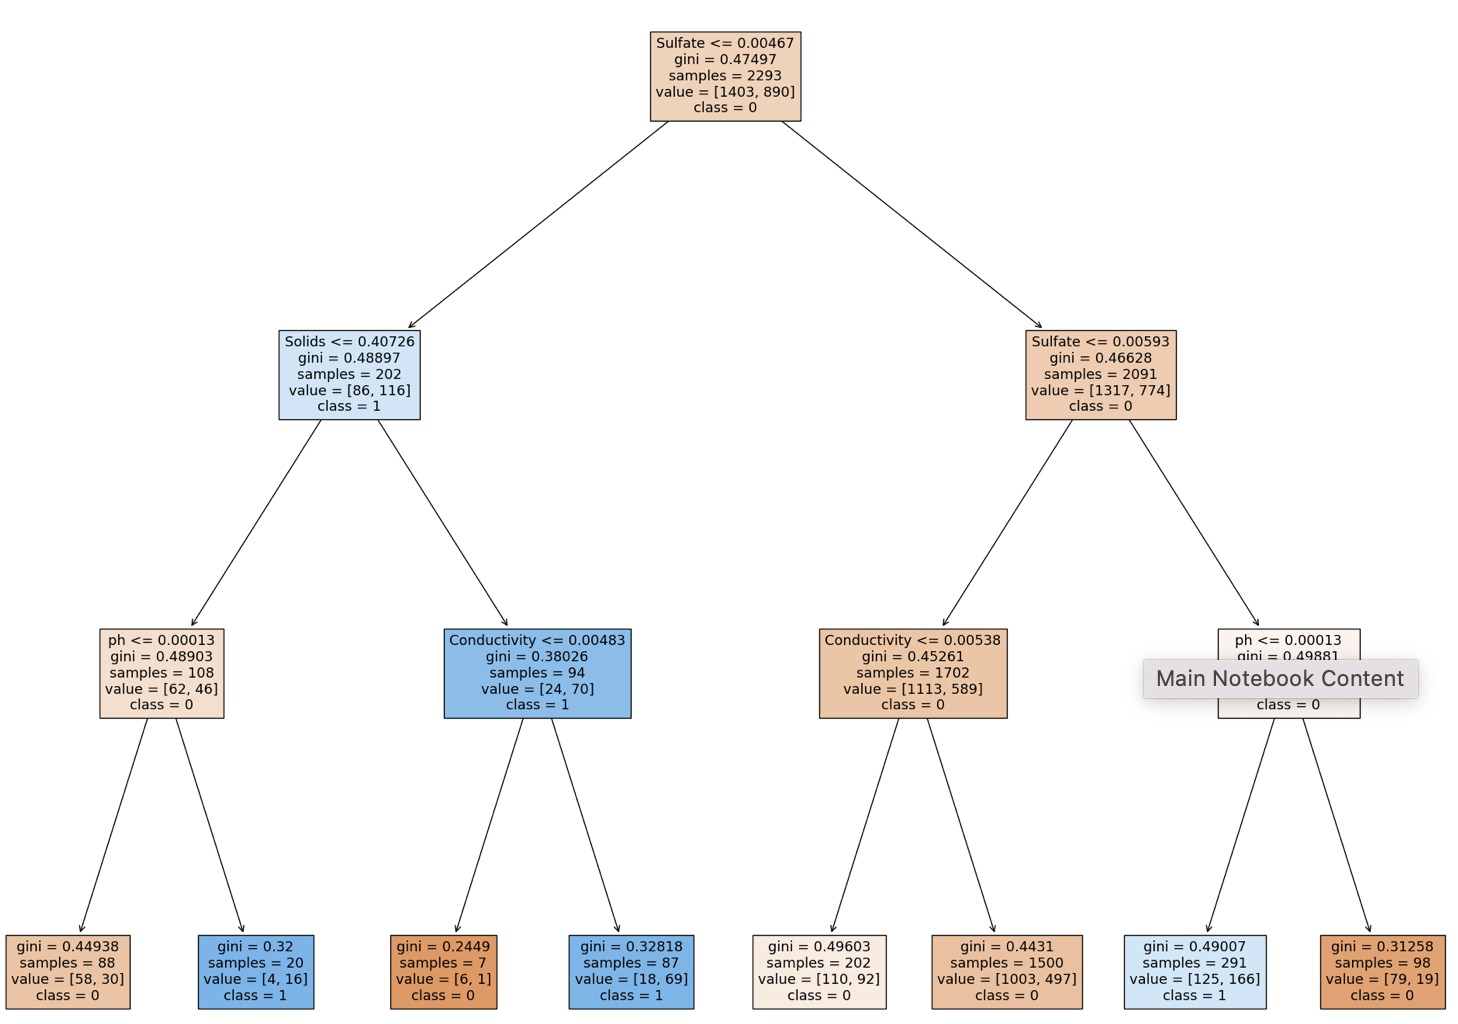 Sulfate <= 0.00467
gini = 0.47497
samples = 2293
value = [1403, 890]
class = 0
Solids <= 0.40726
gini = 0.48897
samples = 202
value = [86, 116]
class = 1
Sulfate <= 0.00593
gini = 0.46628
samples = 2091
value = [1317, 774]
class = 0
ph <= 0.00013
gini = 0.48903
samples = 108
value = [62, 46]
class = 0
Conductivity <= 0.00483
gini = 0.38026
samples = 94
value = [24, 70]
class = 1
Conductivity <= 0.00538
gini = 0.45261
samples = 1702
value = [1113, 589]
class = 0
ph <= 0.00013
gini = 0.49881
Main Notebook Content
class = 0
gini = 0.44938
samples = 88
value = [58, 30]
class = 0
gini = 0.32
samples = 20
value = [4, 16]
class = 1
gini = 0.2449
samples = 7
value = [6, 1]
class = 0
gini = 0.32818
samples = 87
value = [18, 69]
class = 1
gini = 0.49603
samples = 202
value = [110, 92]
class = 0
gini = 0.4431
samples = 1500
value = [1003, 497]
class = 0
gini = 0.49007
samples = 291
value = [125, 166]
class = 1
gini = 0.31258
samples = 98
value = [79, 19]
class = 0